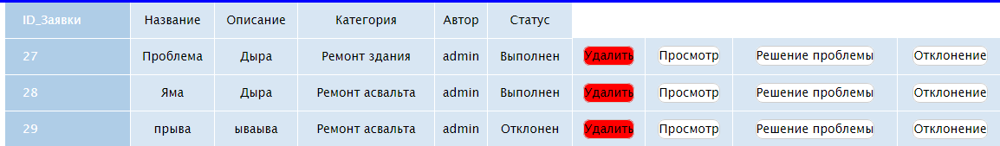 ID_Заявки Название Описание Категория Автор Статус
27 Проблема Дыра Ремонт здания admin Выполнен Удалить Просмотр Решение проблемы Отклонение
28 Яма Дыра Ремонт асвальта admin Выполнен Удалить Просмотр Решение проблемы Отклонение
29 прыва ываыва Ремонт асвальта admin Отклонен Удалить Просмотр Решение проблемы Отклонение